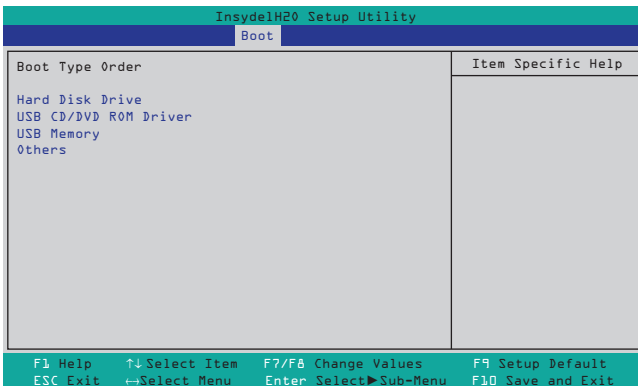 InsydelH20 Setup Utility
Boot
Boot Type Order
Item Specific Help
Hard Disk Drive
USB CD/DVD ROM Driver
USB Memory
Others
F1 Help ↑↓ Select Item F7/F8 Change Values F9 Setup Default
ESC Exit ↔Select Menu Enter Select▶Sub-Menu F10 Save and Exit